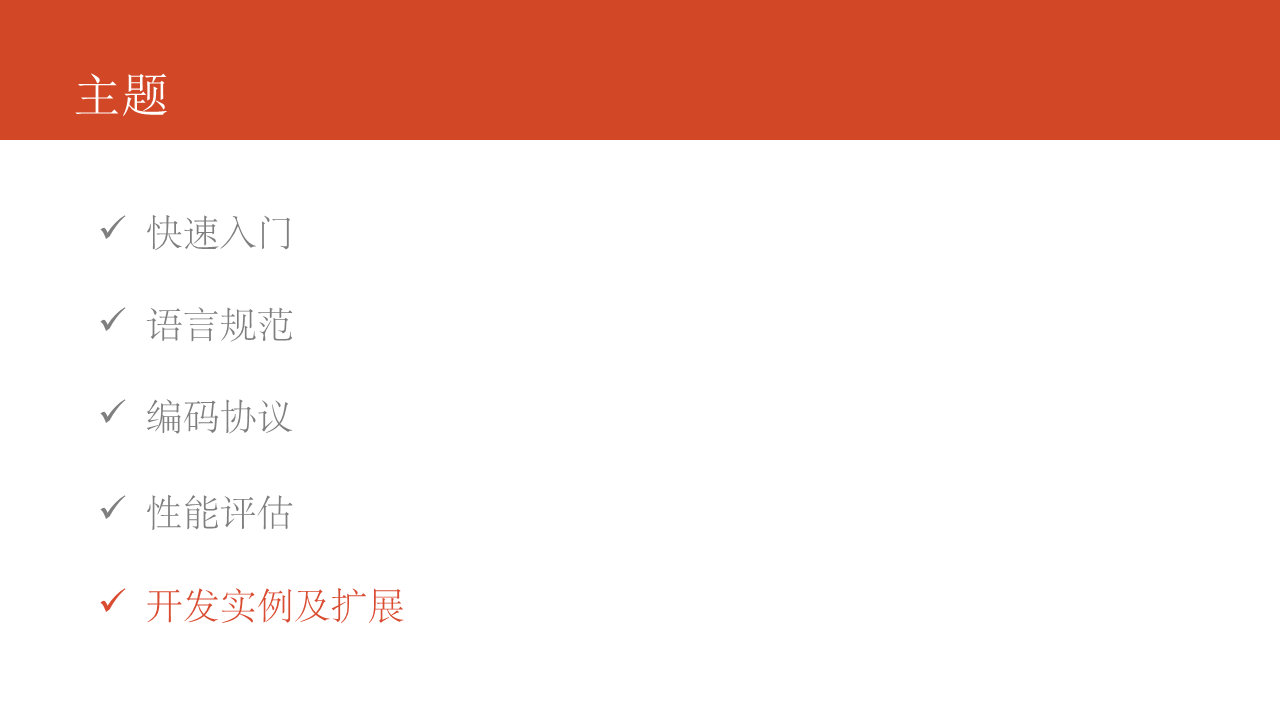 主题
✓ 快速入门
✓ 语言规范
✓ 编码协议
✓ 性能评估
✓ 开发实例及扩展